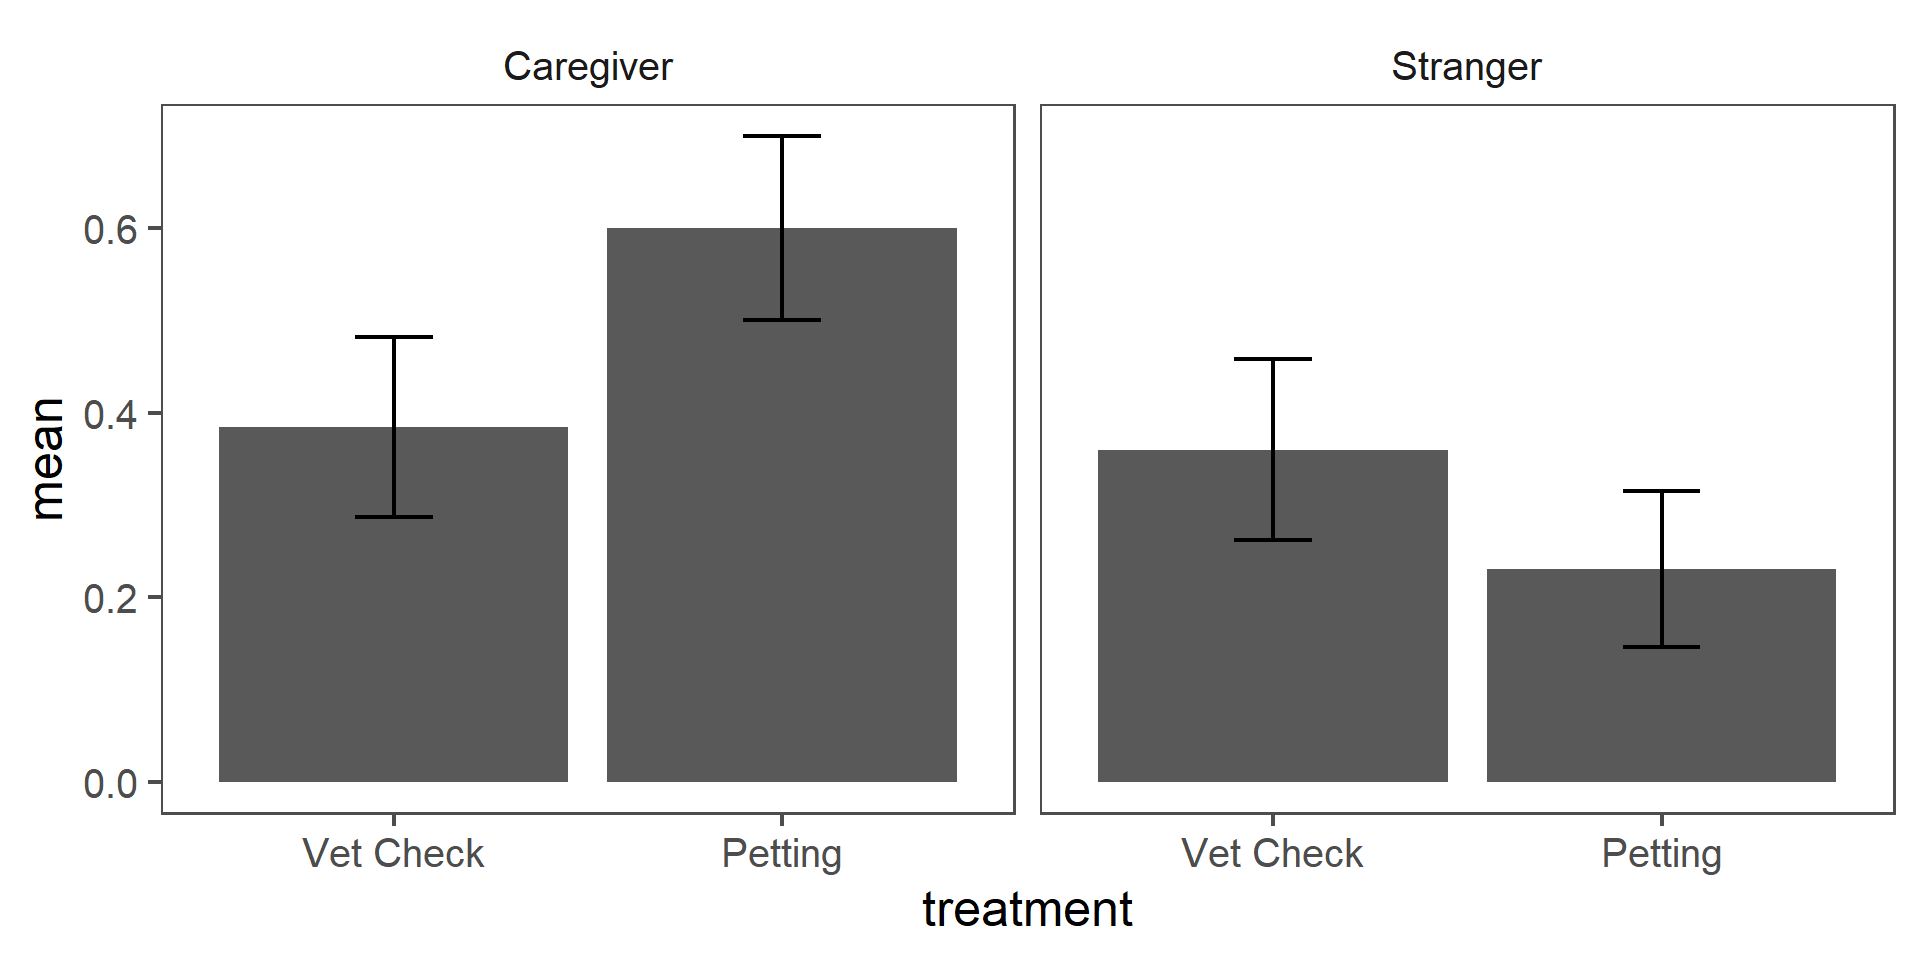 Caregiver
Stranger
0.6
0.4
0.2
0.0
mean
Vet Check
Petting
Vet Check
Petting
treatment